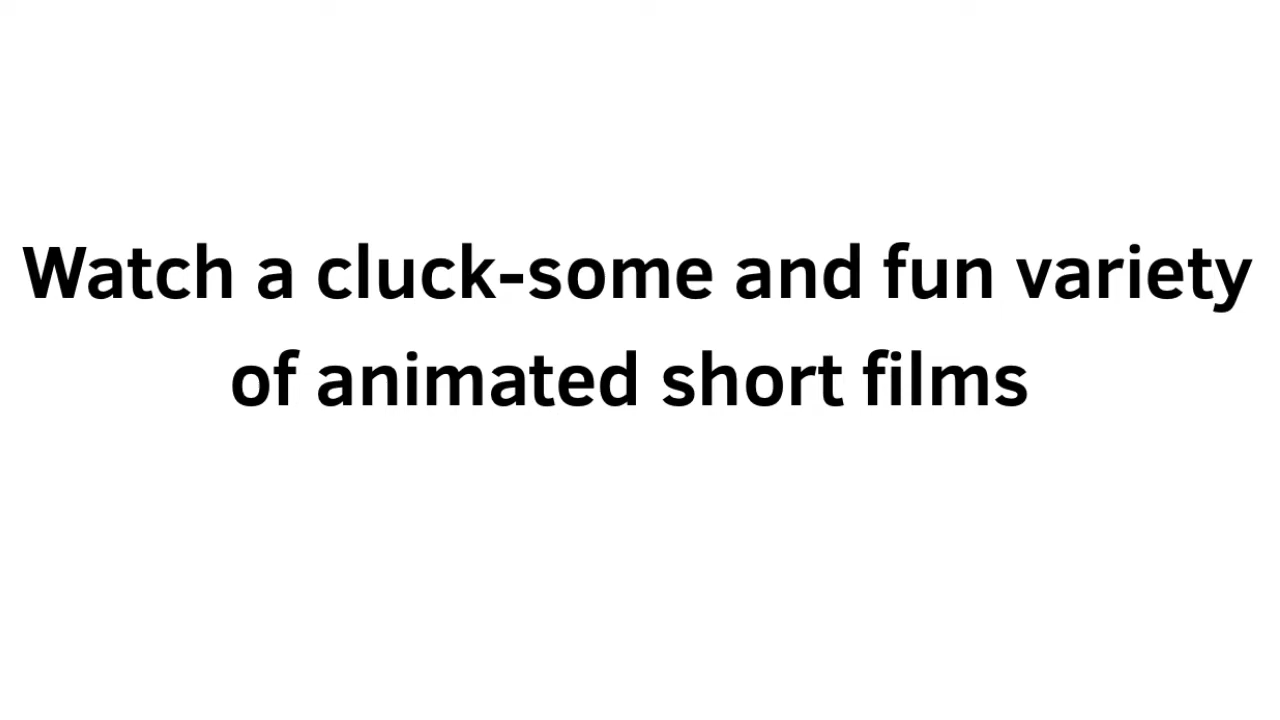 Watch a cluck-some and fun variety
of animated short films